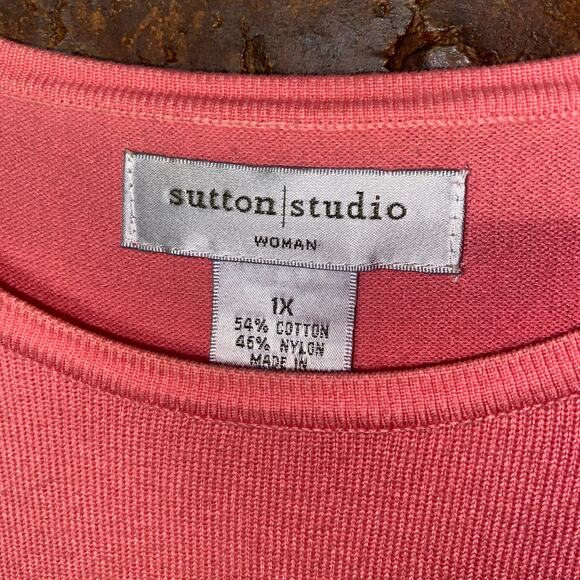 sutton|studio
WOMAN
1X
54% COTTON
46% NYLON
MADE IN